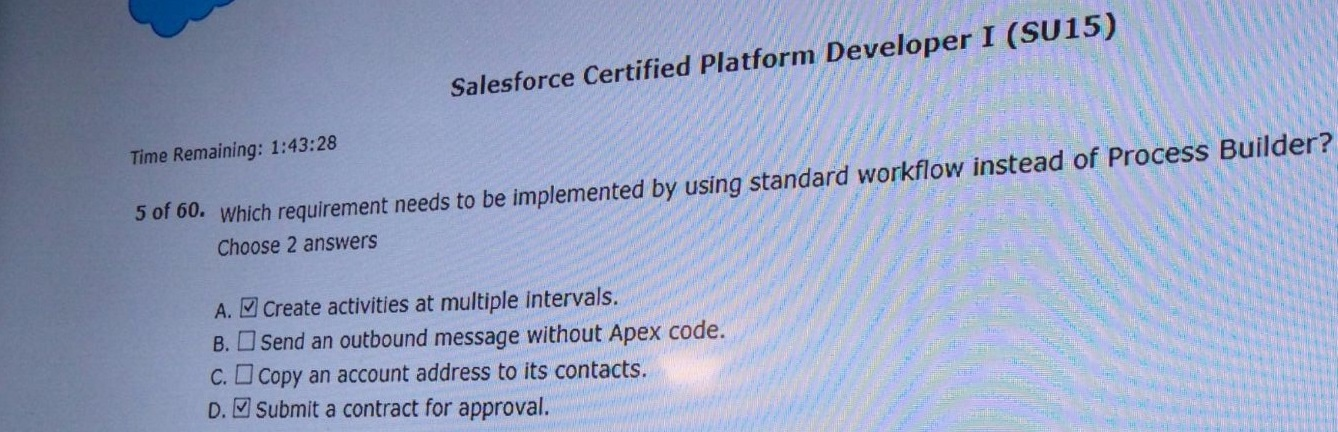 Salesforce Certified Platform Developer I (SU15)
Time Remaining: 1:43:28
5 of 60. Which requirement needs to be implemented by using standard workflow instead of Process Builder?
Choose 2 answers
A. ☑ Create activities at multiple intervals.
B. ☐ Send an outbound message without Apex code.
C. ☐ Copy an account address to its contacts.
D. ☑ Submit a contract for approval.